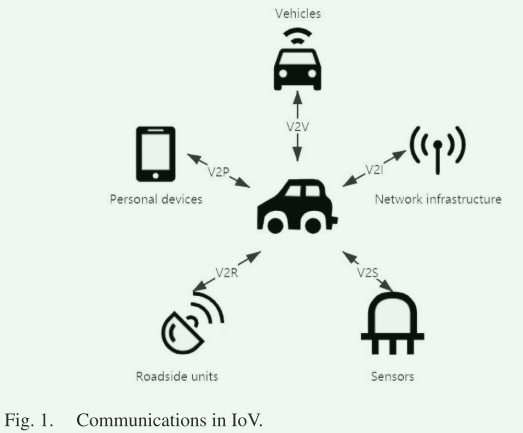 Vehicles
V2V
V2P
V2I
Personal devices
Network infrastructure
V2R
V2S
Roadside units
Sensors
Fig. 1. Communications in IoV.